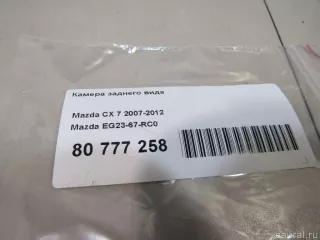 Камера заднего вида
Mazda CX 7 2007-2012
Mazda EG23-67-RC0
80 777 258